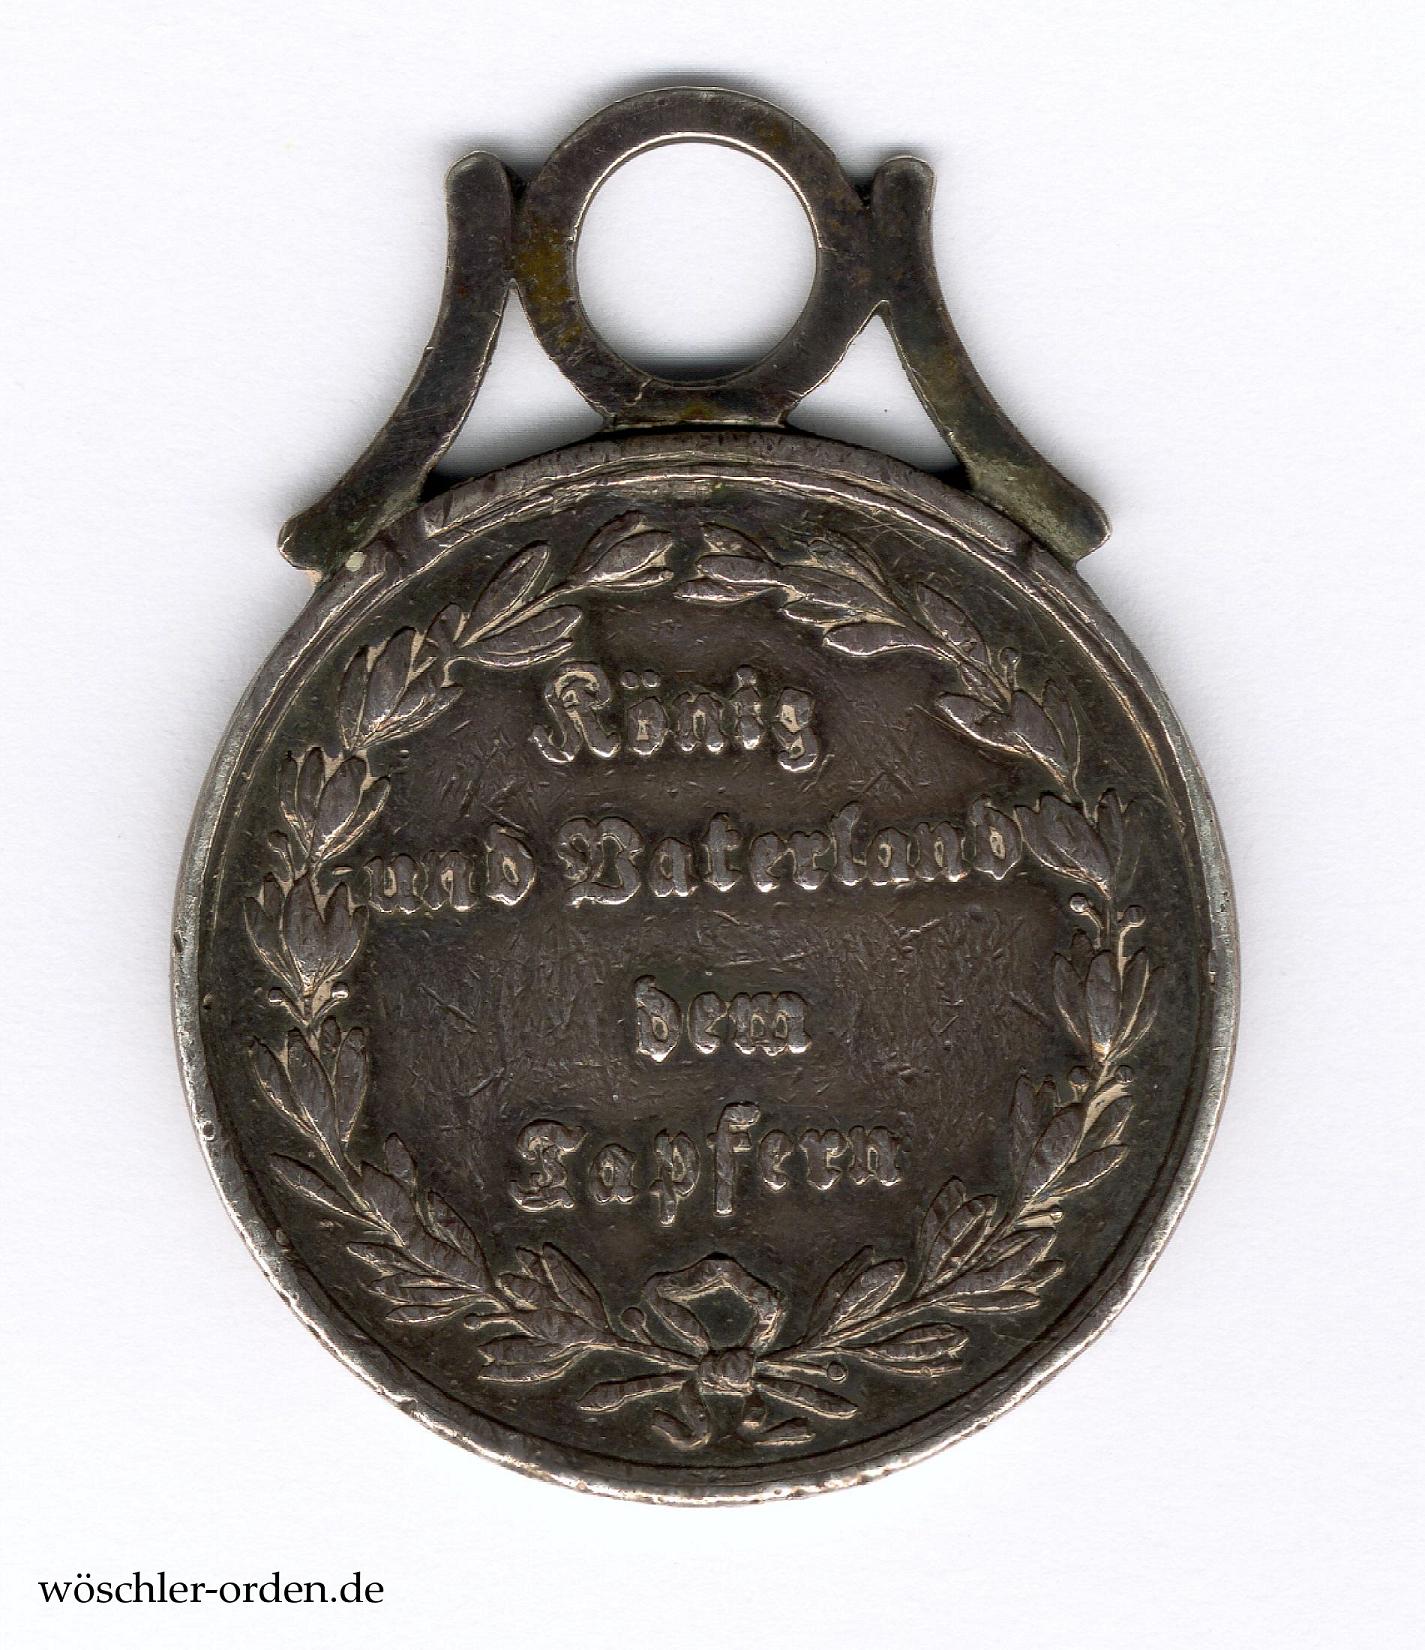 König
und Vaterland
dem
Tapfern
wöschler-orden.de